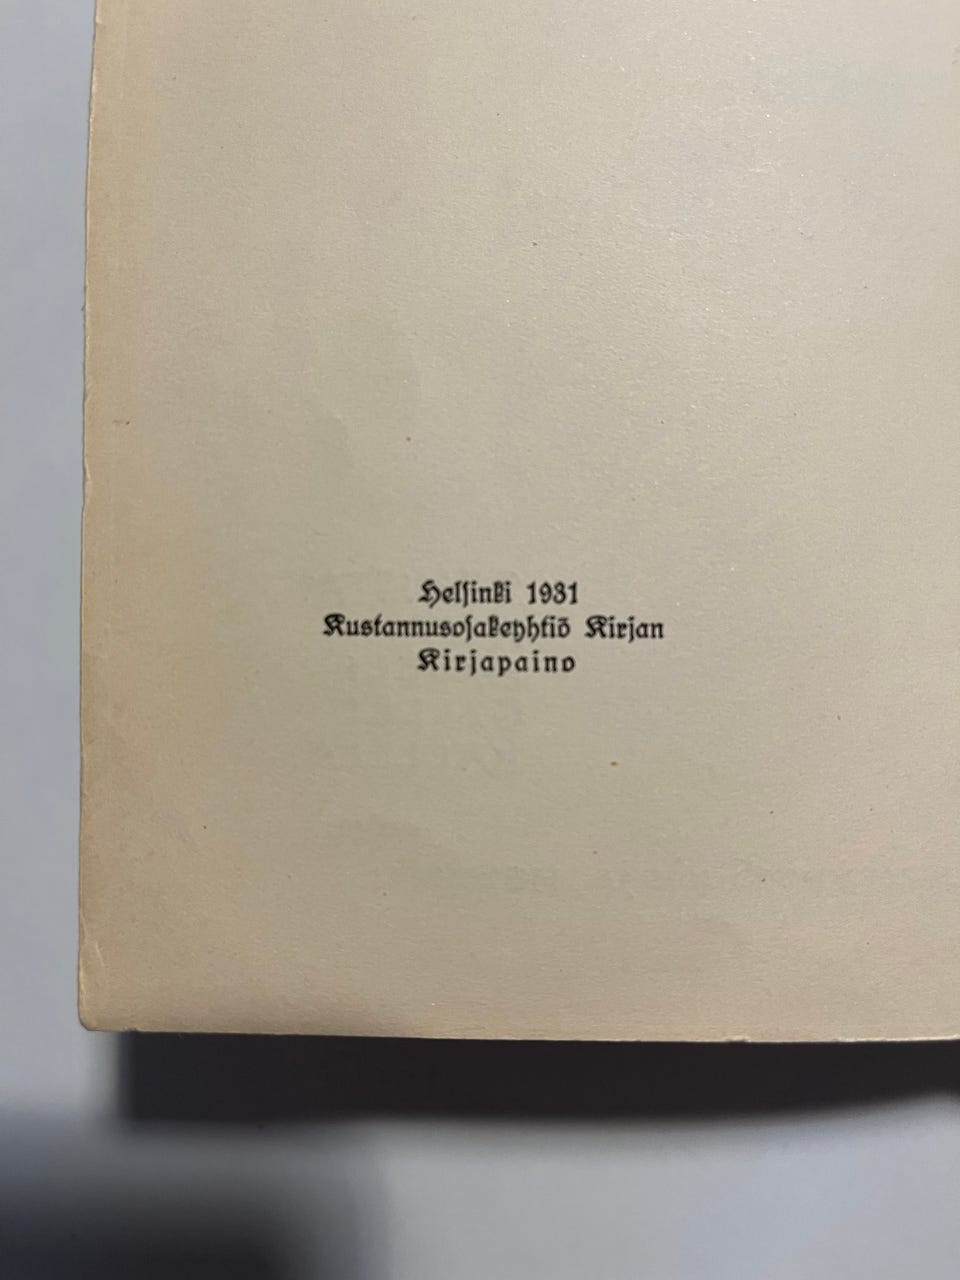 Helsinki 1931
Kustannusosakeyhtiö Kirjan
Kirjapaino